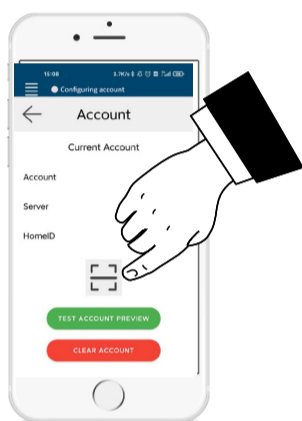 15:08
Configuring account
Account
Current Account
Account
Server
HomeID
TEST ACCOUNT PREVIEW
CLEAR ACCOUNT